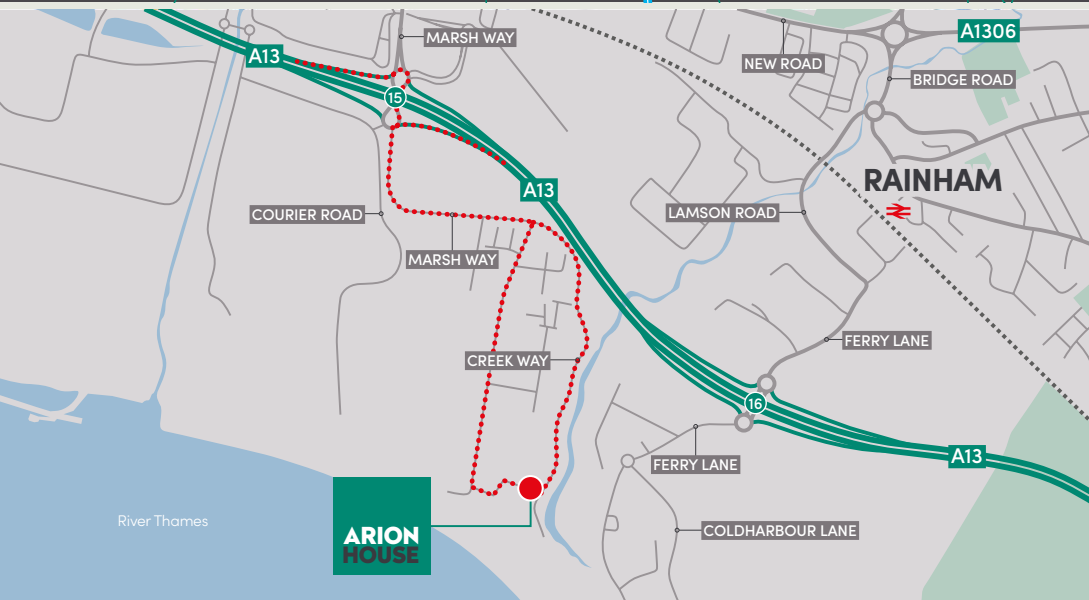 MARSH WAY
A13
A1306
NEW ROAD
BRIDGE ROAD
15
A13
RAINHAM
COURIER ROAD
LAMSON ROAD
MARSH WAY
CREEK WAY
FERRY LANE
16
A13
FERRY LANE
River Thames
ARION
HOUSE
COLDHARBOUR LANE